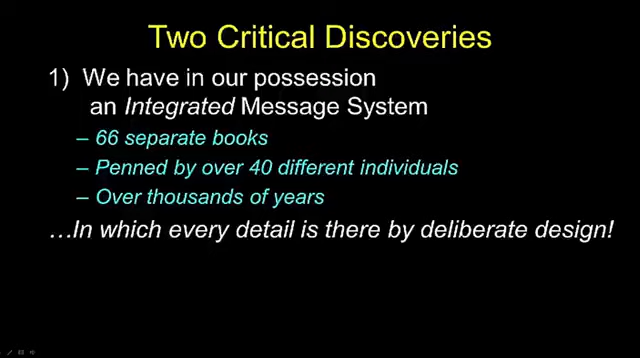 Two Critical Discoveries
1) We have in our possession
an Integrated Message System
– 66 separate books
– Penned by over 40 different individuals
– Over thousands of years
…In which every detail is there by deliberate design!